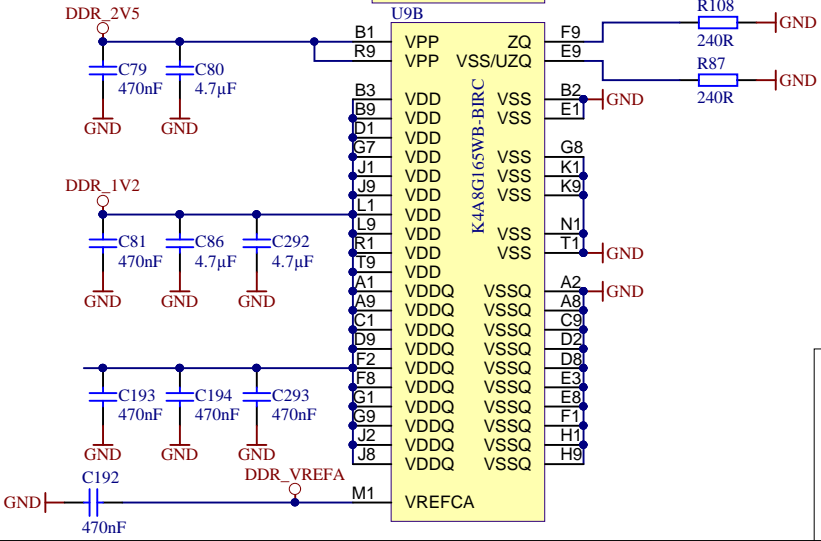 DDR_2V5
C79
470nF
GND
C80
4.7µF
GND
U9B
B1 VPP
R9 VPP
B3 VDD
B9 VDD
D1 VDD
G7 VDD
J1 VDD
J9 VDD
L1 VDD
L9 VDD
R1 VDD
T9 VDD
A1 VDDQ
A9 VDDQ
C1 VDDQ
D9 VDDQ
F2 VDDQ
F8 VDDQ
G1 VDDQ
G9 VDDQ
J2 VDDQ
J8 VDDQ
M1 VREFCA
K4A8G165WB-BIRC
ZQ F9
VSS/UZQ E9
VSS B2
VSS E1
VSS G8
VSS K1
VSS K9
VSS N1
VSS T1
VSSQ A2
VSSQ A8
VSSQ C9
VSSQ D2
VSSQ D8
VSSQ E3
VSSQ E8
VSSQ F1
VSSQ H1
VSSQ H9
R108
240R
GND
R87
240R
GND
GND
GND
GND
DDR_1V2
C81
470nF
GND
C86
4.7µF
GND
C292
4.7µF
GND
C193
470nF
GND
C194
470nF
GND
C293
470nF
GND
DDR_VREFA
C192
GND
470nF